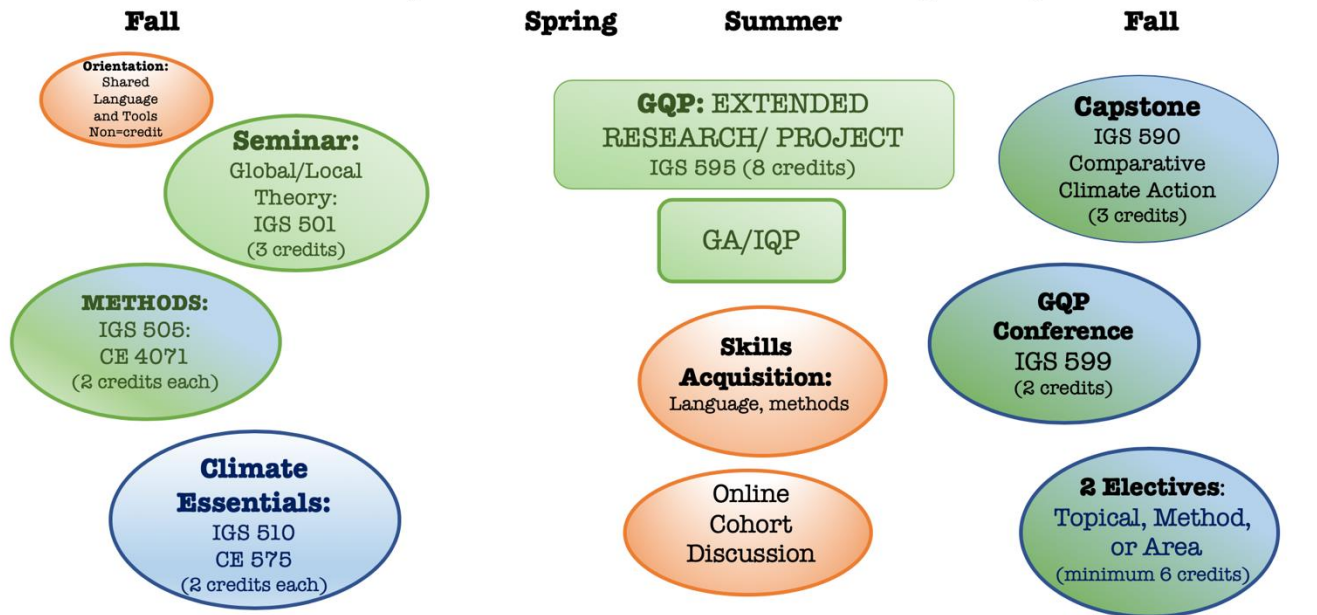 Fall
Spring
Summer
Fall
Orientation:
Shared
Language
and Tools
Non=credit
Seminar:
Global/Local
Theory:
IGS 501
(3 credits)
METHODS:
IGS 505:
CE 4071
(2 credits each)
Climate
Essentials:
IGS 510
CE 575
(2 credits each)
GQP: EXTENDED
RESEARCH/ PROJECT
IGS 595 (8 credits)
GA/IQP
Skills
Acquisition:
Language, methods
Online
Cohort
Discussion
Capstone
IGS 590
Comparative
Climate Action
(3 credits)
GQP
Conference
IGS 599
(2 credits)
2 Electives:
Topical, Method,
or Area
(minimum 6 credits)